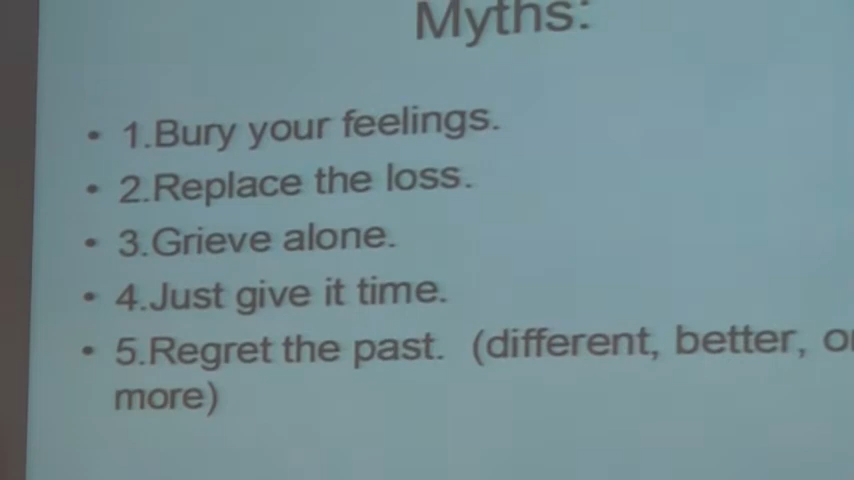 Myths:
• 1.Bury your feelings.
• 2.Replace the loss.
• 3.Grieve alone.
• 4.Just give it time.
• 5.Regret the past. (different, better, or
more)